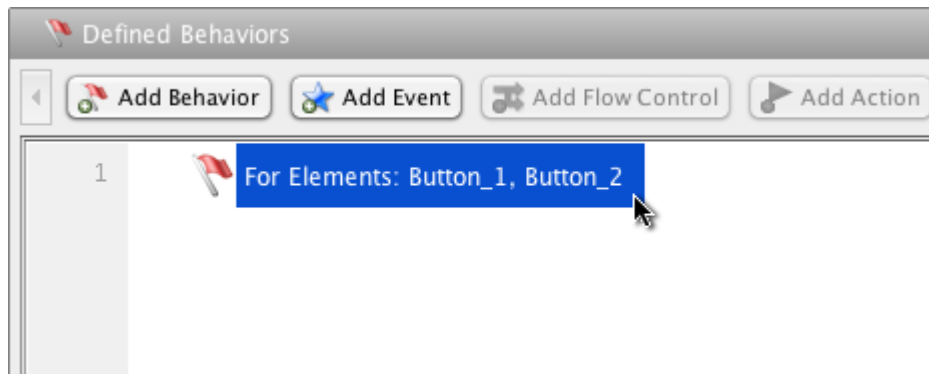 Defined Behaviors
Add Behavior Add Event Add Flow Control Add Action
1 For Elements: Button_1, Button_2